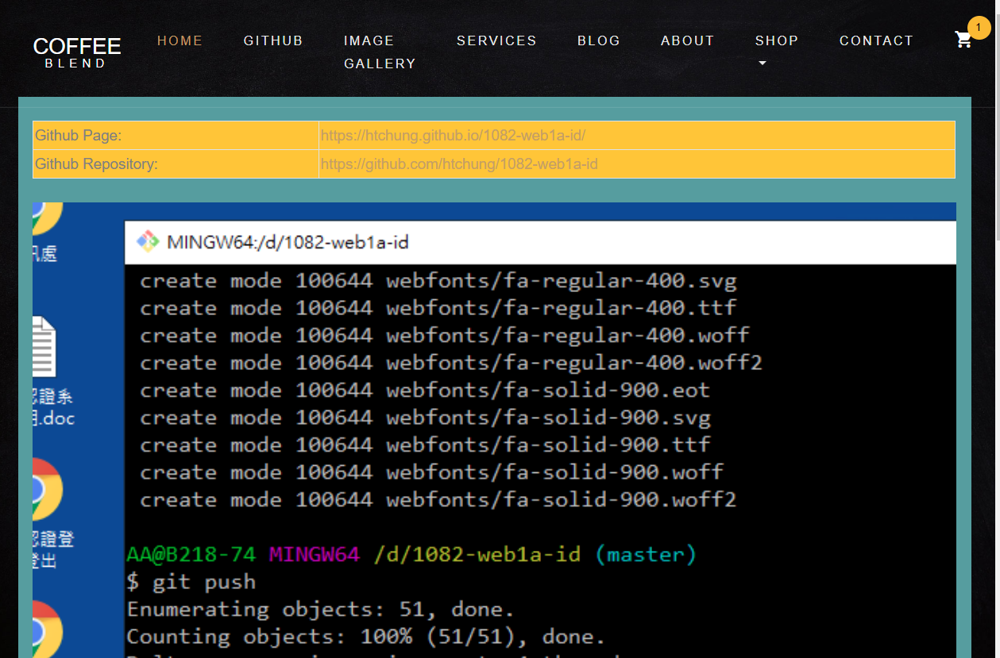 COFFEE
BLEND
HOME
GITHUB
IMAGE
GALLERY
SERVICES
BLOG
ABOUT
SHOP
CONTACT
1
Github Page: https://htchung.github.io/1082-web1a-id/
Github Repository: https://github.com/htchung/1082-web1a-id
MINGW64:/d/1082-web1a-id
處
create mode 100644 webfonts/fa-regular-400.svg
create mode 100644 webfonts/fa-regular-400.ttf
create mode 100644 webfonts/fa-regular-400.woff
create mode 100644 webfonts/fa-regular-400.woff2
證系
.doc
create mode 100644 webfonts/fa-solid-900.eot
create mode 100644 webfonts/fa-solid-900.svg
create mode 100644 webfonts/fa-solid-900.ttf
create mode 100644 webfonts/fa-solid-900.woff
create mode 100644 webfonts/fa-solid-900.woff2
證登
出
AA@B218-74 MINGW64 /d/1082-web1a-id (master)
$ git push
Enumerating objects: 51, done.
Counting objects: 100% (51/51), done.